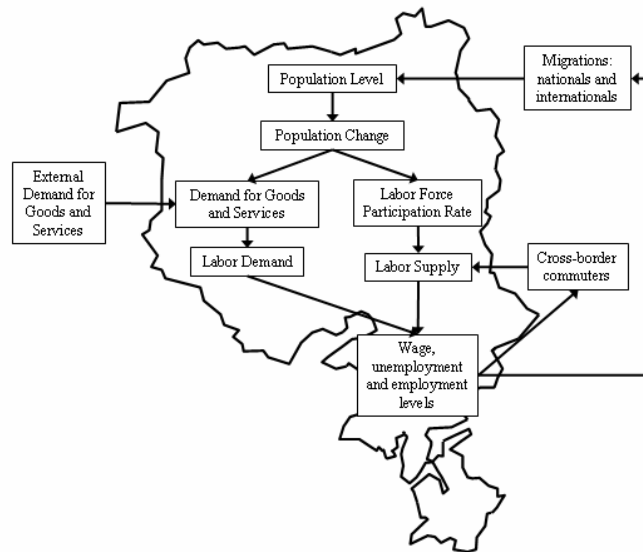 Migrations:
nationals and
internationals
Population Level
Population Change
External
Demand for
Goods and
Services
Demand for Goods
and Services
Labor Force
Participation Rate
Labor Demand
Labor Supply
Cross-border
commuters
Wage,
unemployment
and employment
levels